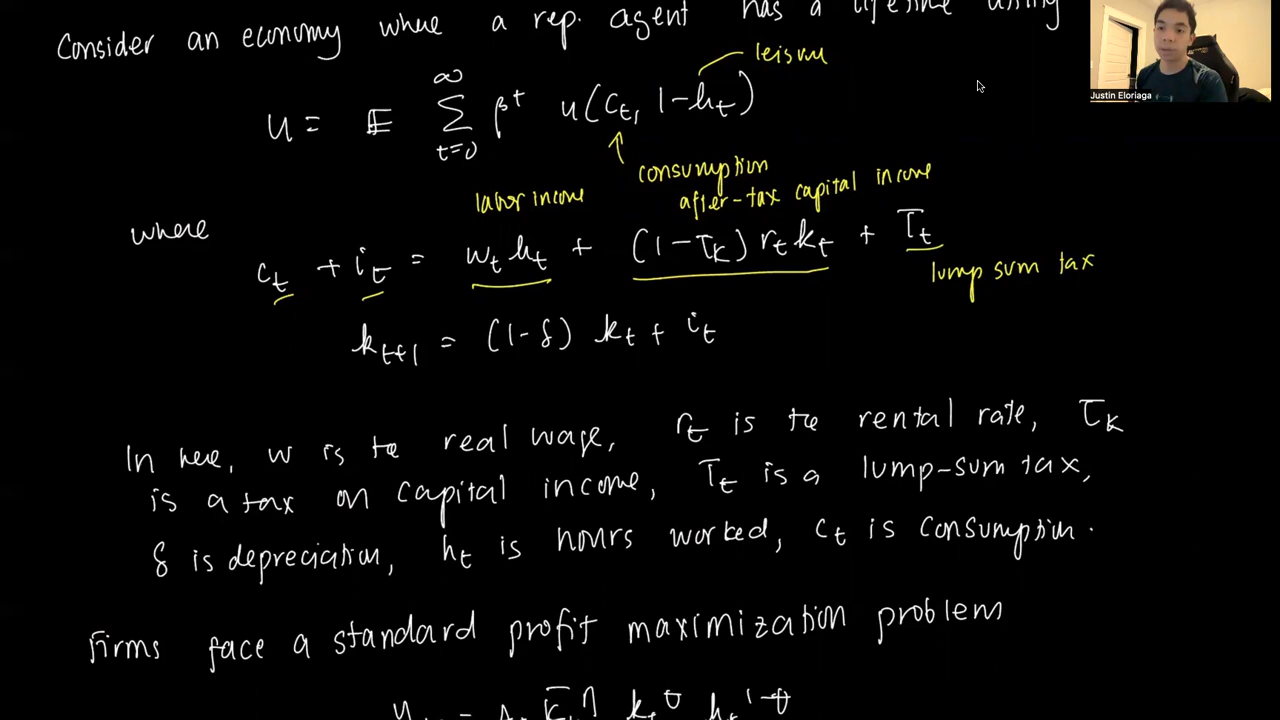 Consider an economy where a rep. agent has a lifetime utility
leisure
U = 𝔼 ∑_{t=0}^{∞} β^t u(c_t, 1-h_t)
consumption
labor income
after-tax capital income
where
c_t + i_t = w_t h_t + (1-τ_K) r_t k_t + T_t
lump sum tax
k_{t+1} = (1-δ) k_t + i_t
In here, w is the real wage, r_t is the rental rate, τ_K
is a tax on capital income, T_t is a lump-sum tax,
δ is depreciation, h_t is hours worked, c_t is consumption.
Firms face a standard profit maximization problem
Justin Eloriaga